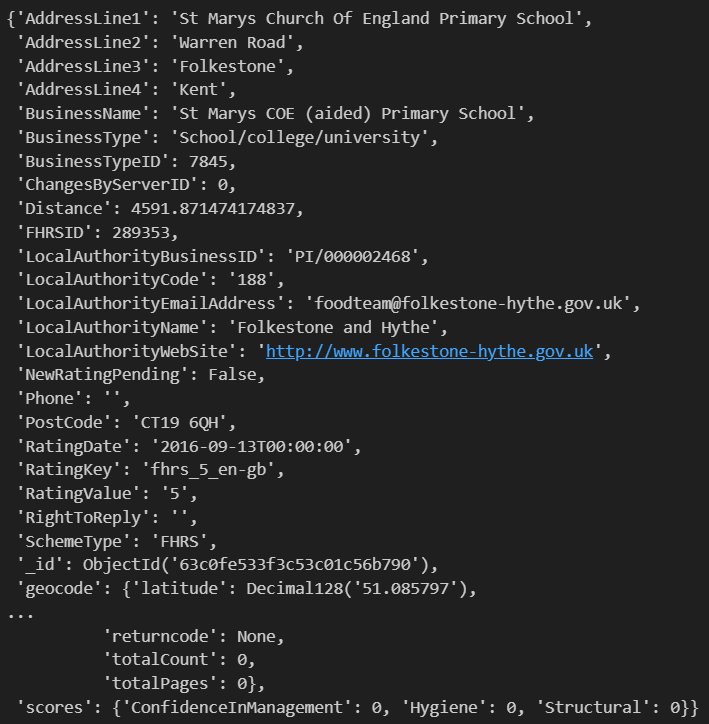 {'AddressLine1': 'St Marys Church Of England Primary School',
 'AddressLine2': 'Warren Road',
 'AddressLine3': 'Folkestone',
 'AddressLine4': 'Kent',
 'BusinessName': 'St Marys COE (aided) Primary School',
 'BusinessType': 'School/college/university',
 'BusinessTypeID': 7845,
 'ChangesByServerID': 0,
 'Distance': 4591.871474174837,
 'FHRSID': 289353,
 'LocalAuthorityBusinessID': 'PI/000002468',
 'LocalAuthorityCode': '188',
 'LocalAuthorityEmailAddress': 'foodteam@folkestone-hythe.gov.uk',
 'LocalAuthorityName': 'Folkestone and Hythe',
 'LocalAuthorityWebSite': 'http://www.folkestone-hythe.gov.uk',
 'NewRatingPending': False,
 'Phone': '',
 'PostCode': 'CT19 6QH',
 'RatingDate': '2016-09-13T00:00:00',
 'RatingKey': 'fhrs_5_en-gb',
 'RatingValue': '5',
 'RightToReply': '',
 'SchemeType': 'FHRS',
 '_id': ObjectId('63c0fe533f3c53c01c56b790'),
 'geocode': {'latitude': Decimal128('51.085797'),
...
          'returncode': None,
          'totalCount': 0,
          'totalPages': 0},
 'scores': {'ConfidenceInManagement': 0, 'Hygiene': 0, 'Structural': 0}}